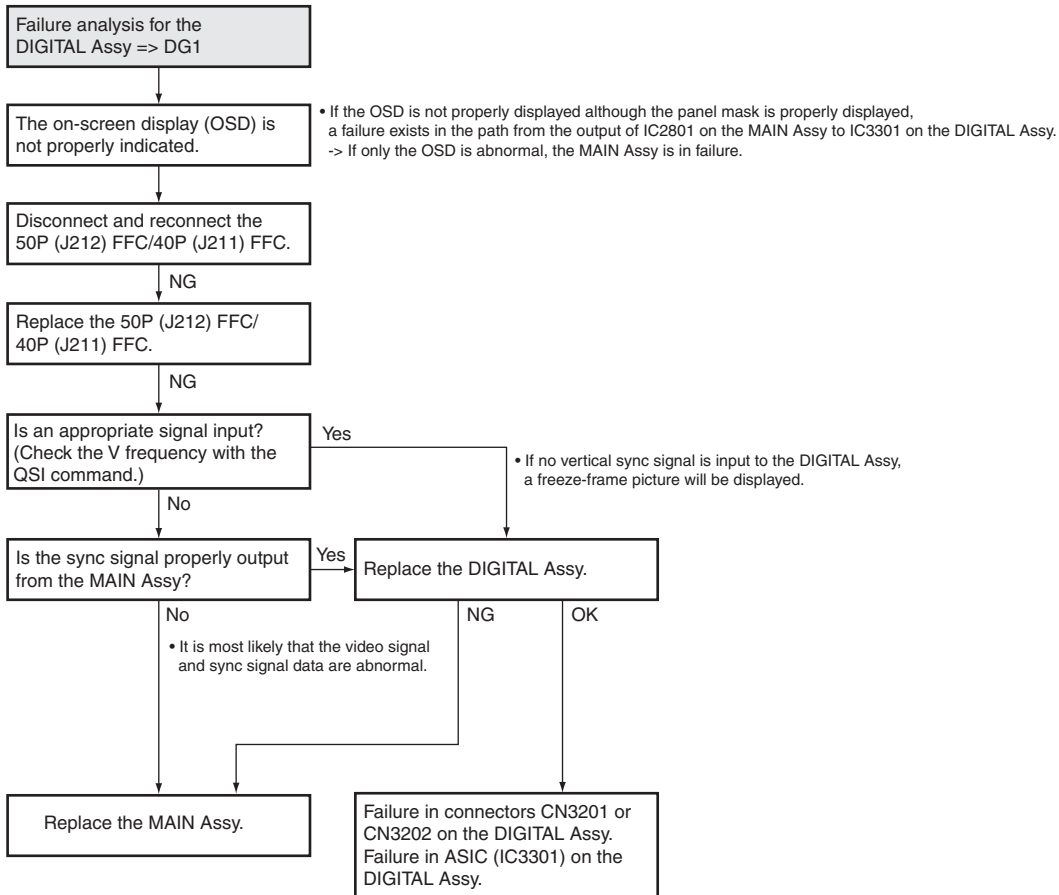 Failure analysis for the
DIGITAL Assy => DG1
The on-screen display (OSD) is
not properly indicated.
• If the OSD is not properly displayed although the panel mask is properly displayed,
a failure exists in the path from the output of IC2801 on the MAIN Assy to IC3301 on the DIGITAL Assy.
-> If only the OSD is abnormal, the MAIN Assy is in failure.
Disconnect and reconnect the
50P (J212) FFC/40P (J211) FFC.
NG
Replace the 50P (J212) FFC/
40P (J211) FFC.
NG
Is an appropriate signal input?
(Check the V frequency with the
QSI command.)
Yes
• If no vertical sync signal is input to the DIGITAL Assy,
a freeze-frame picture will be displayed.
No
Is the sync signal properly output
from the MAIN Assy?
Yes
Replace the DIGITAL Assy.
No
NG
OK
• It is most likely that the video signal
and sync signal data are abnormal.
Replace the MAIN Assy.
Failure in connectors CN3201 or
CN3202 on the DIGITAL Assy.
Failure in ASIC (IC3301) on the
DIGITAL Assy.